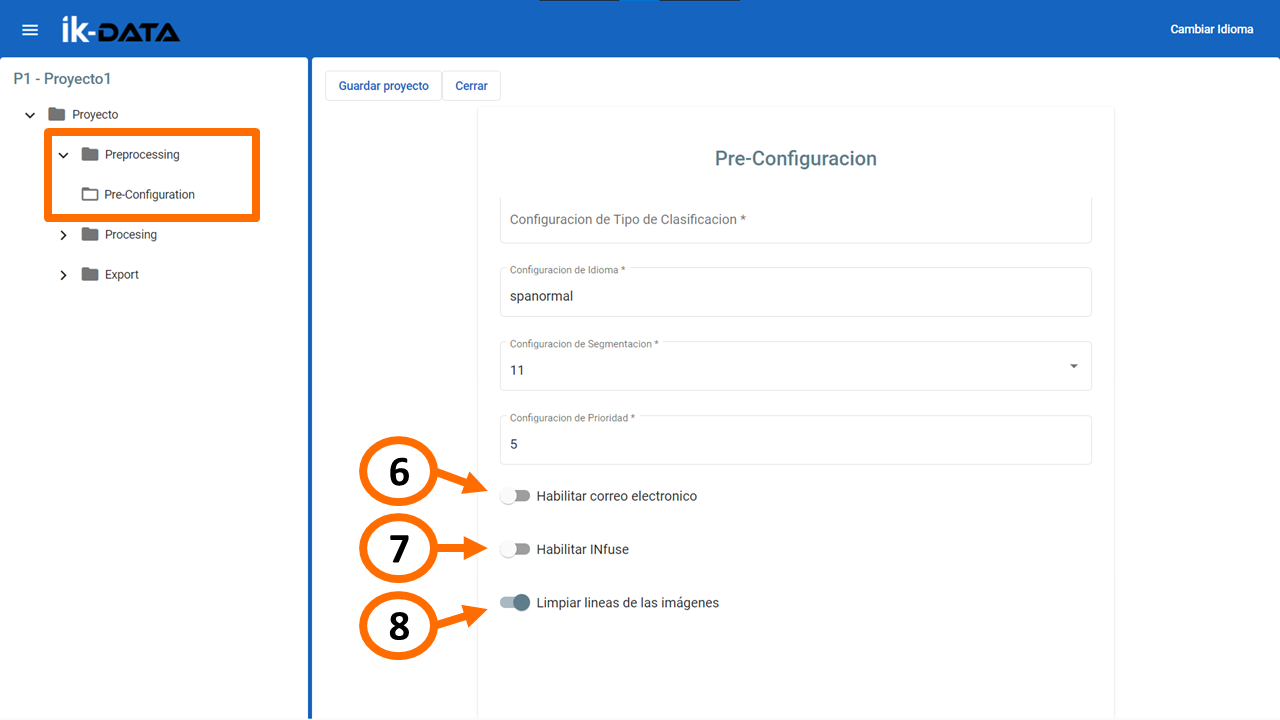 ik-DATA
Cambiar Idioma
P1 - Proyecto1
Proyecto
Preprocessing
Pre-Configuration
Procesing
Export
Guardar proyecto
Cerrar
Pre-Configuracion
Configuracion de Tipo de Clasificacion *
Configuracion de Idioma *
spanormal
Configuracion de Segmentacion *
11
Configuracion de Prioridad *
5
6
Habilitar correo electronico
7
Habilitar INfuse
8
Limpiar lineas de las imágenes